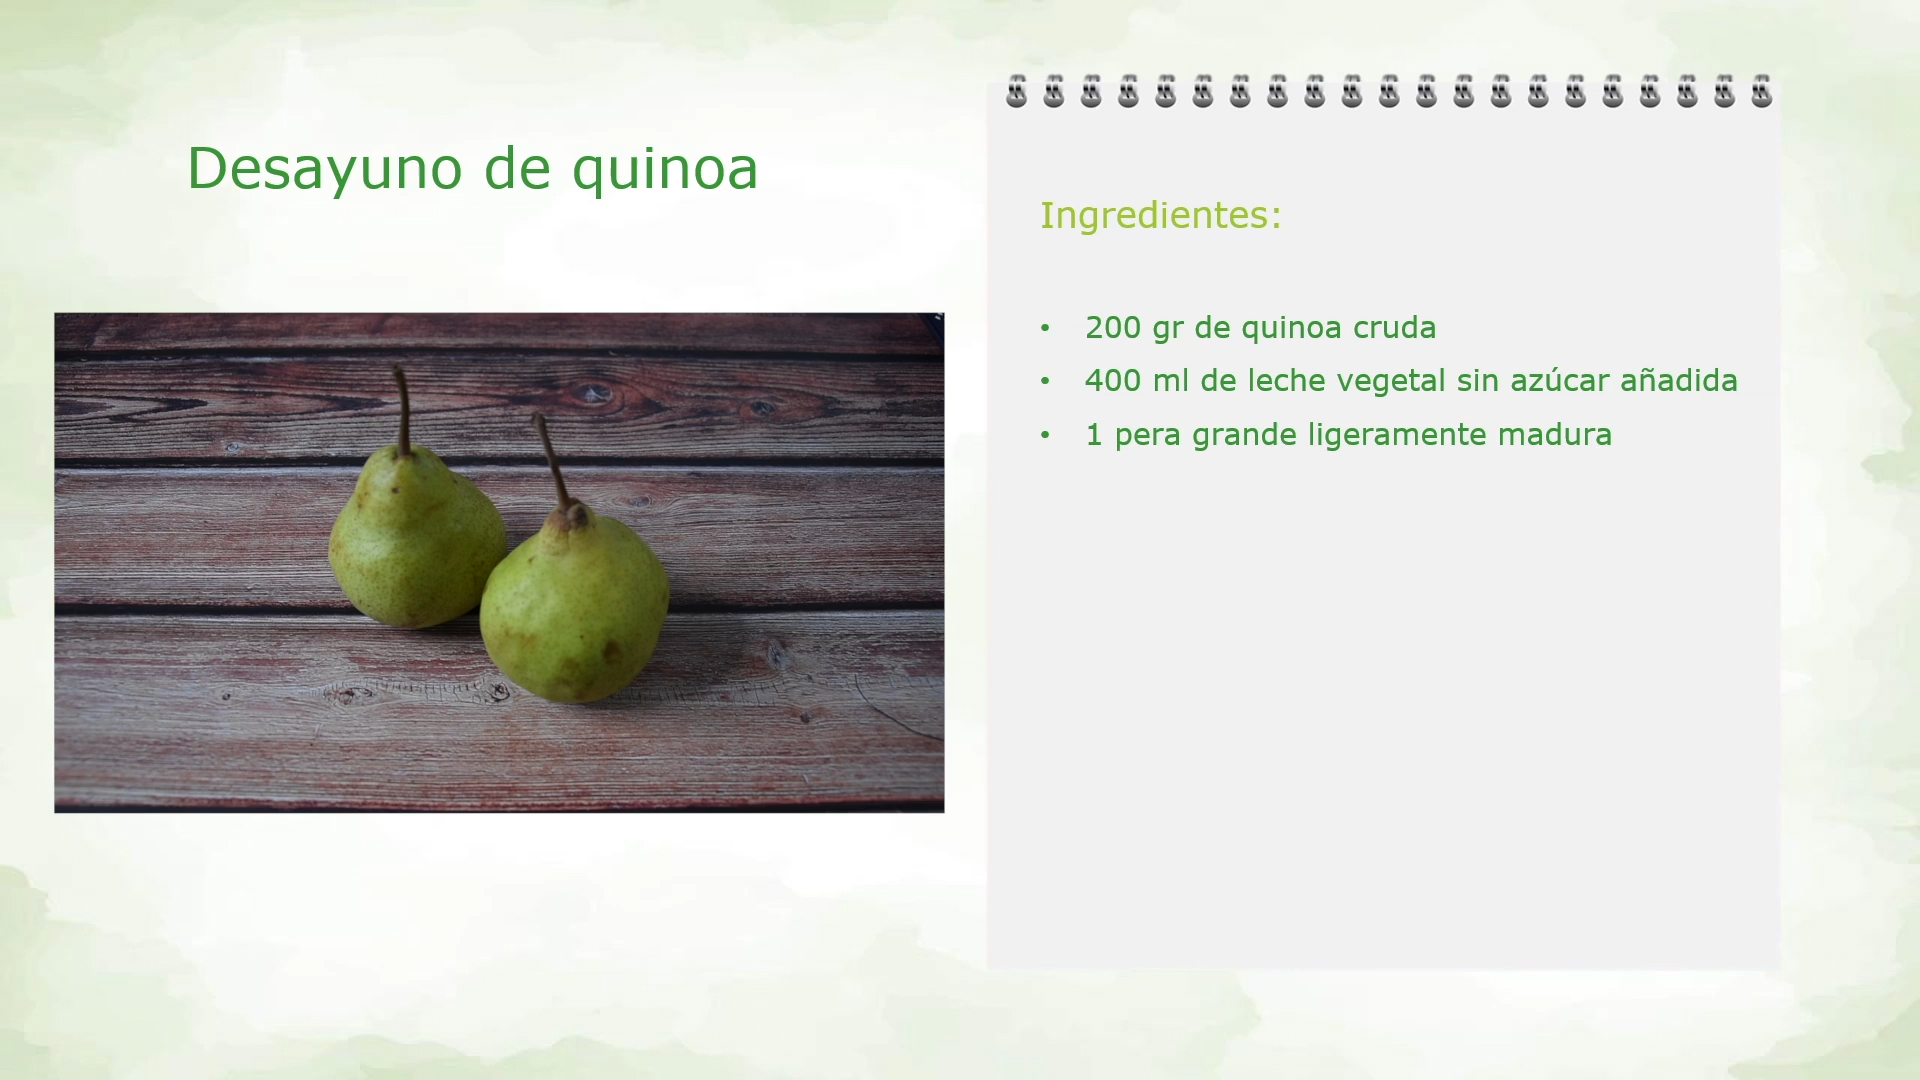 Desayuno de quinoa
Ingredientes:
• 200 gr de quinoa cruda
• 400 ml de leche vegetal sin azúcar añadida
• 1 pera grande ligeramente madura